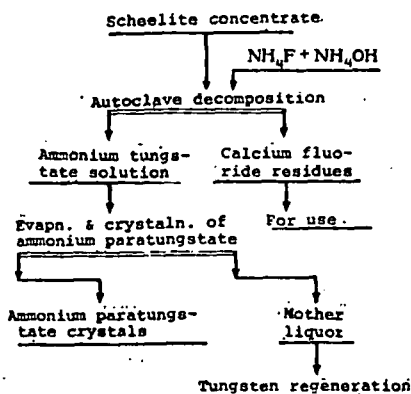 Scheelite concentrate
NH4F + NH4OH
Autoclave decomposition
Ammonium tungs-
tate solution
Calcium fluo-
ride residues
Evapn. & crystaln. of
ammonium paratungstate
For use.
Ammonium paratungs-
tate crystals
Mother
liquor
Tungsten regeneration